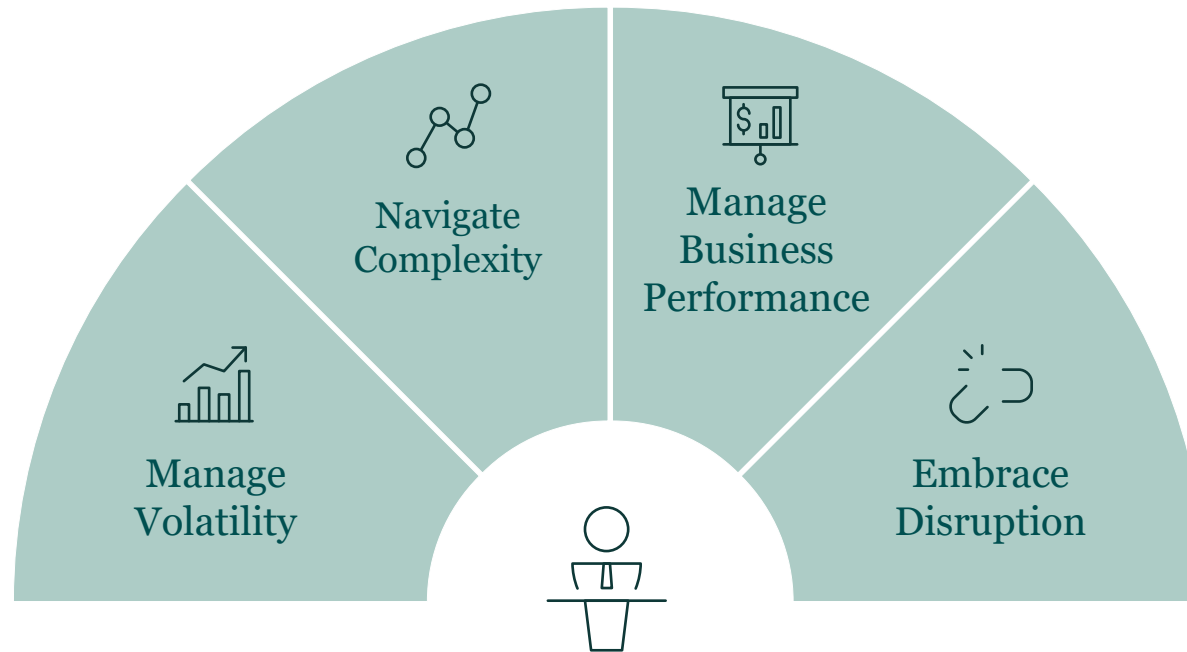 Manage
Volatility
Navigate
Complexity
$
Manage
Business
Performance
Embrace
Disruption